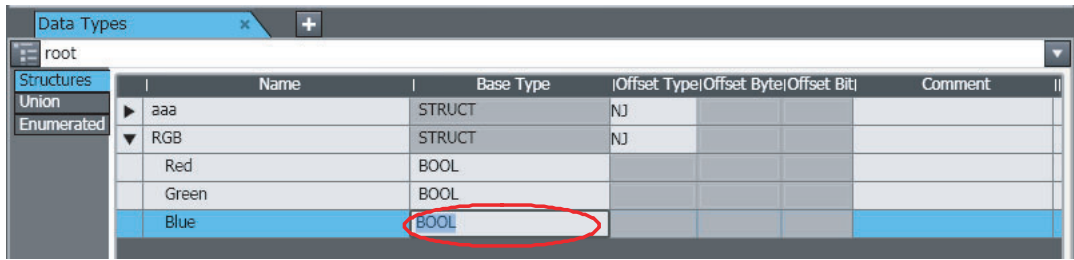 Data Types × +
root
Structures
Union
Enumerated
Name Base Type Offset Type Offset Byte Offset Bit Comment
aaa STRUCT NJ
RGB STRUCT NJ
Red BOOL
Green BOOL
Blue BOOL